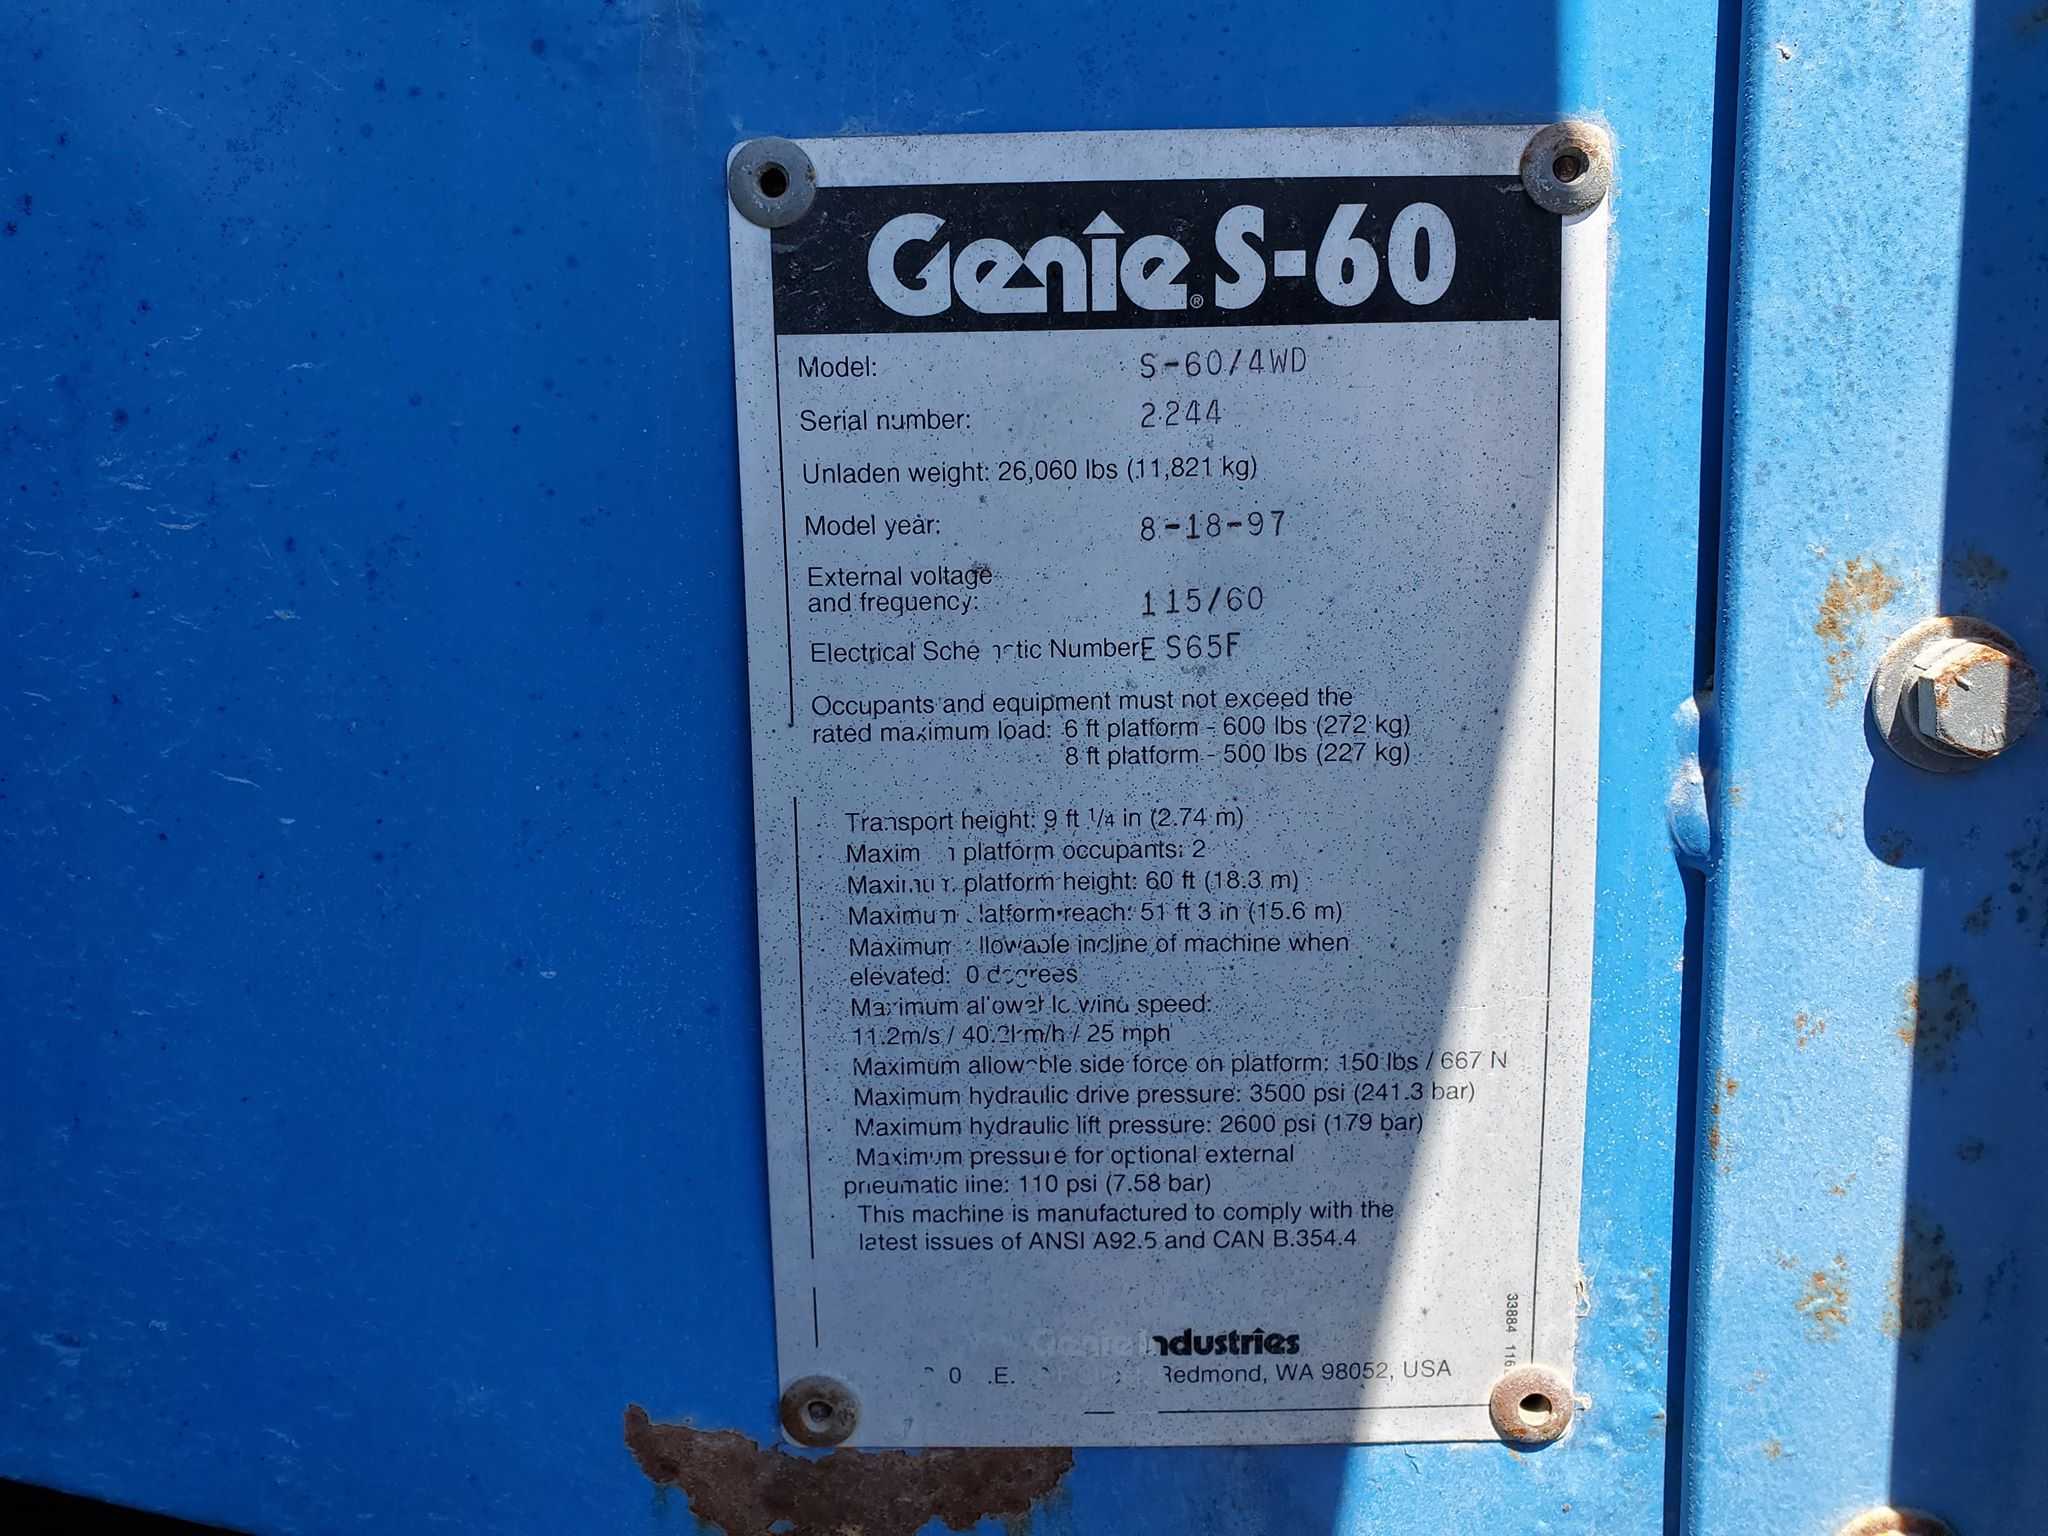 Genie® S-60
Model: S-60/4WD
Serial number: 2244
Unladen weight: 26,060 lbs (11,821 kg)
Model year: 8-18-97
External voltage
and frequency: 115/60
Electrical Schematic Number ES65F
Occupants and equipment must not exceed the
rated maximum load: 6 ft platform - 600 lbs (272 kg)
8 ft platform - 500 lbs (227 kg)
Transport height: 9 ft 1/4 in (2.74 m)
Maximum platform occupants: 2
Maximum platform height: 60 ft (18.3 m)
Maximum platform reach: 51 ft 3 in (15.6 m)
Maximum allowable incline of machine when
elevated: 0 degrees
Maximum allowable wind speed:
11.2m/s / 40.2km/h / 25 mph
Maximum allowable side force on platform: 150 lbs / 667 N
Maximum hydraulic drive pressure: 3500 psi (241.3 bar)
Maximum hydraulic lift pressure: 2600 psi (179 bar)
Maximum pressure for optional external
pneumatic line: 110 psi (7.58 bar)
This machine is manufactured to comply with the
latest issues of ANSI A92.5 and CAN B.354.4
Genie Industries
Redmond, WA 98052, USA
33884